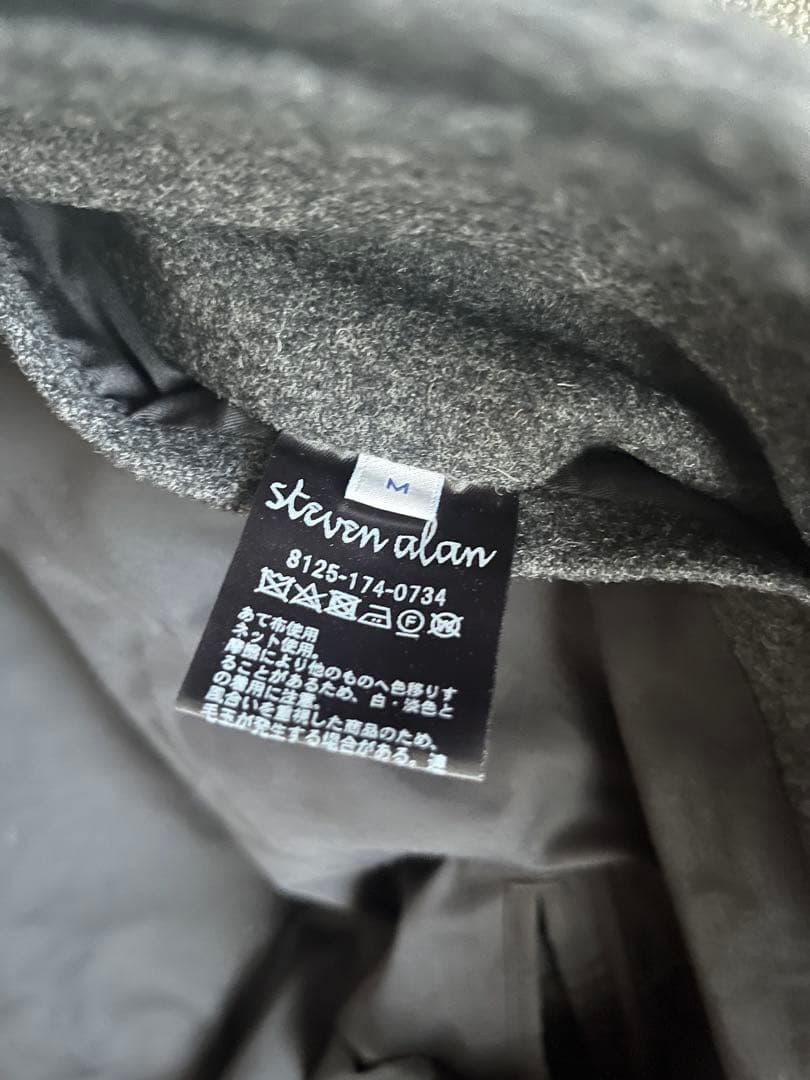 M
steven alan
8125-174-0734
あて布使用
ネット使用。
摩擦により他のものへ色移りす
ることがあるため、白・淡色と
の着用に注意。
風合いを重視した商品のため、
毛玉が発生する場合がある。適